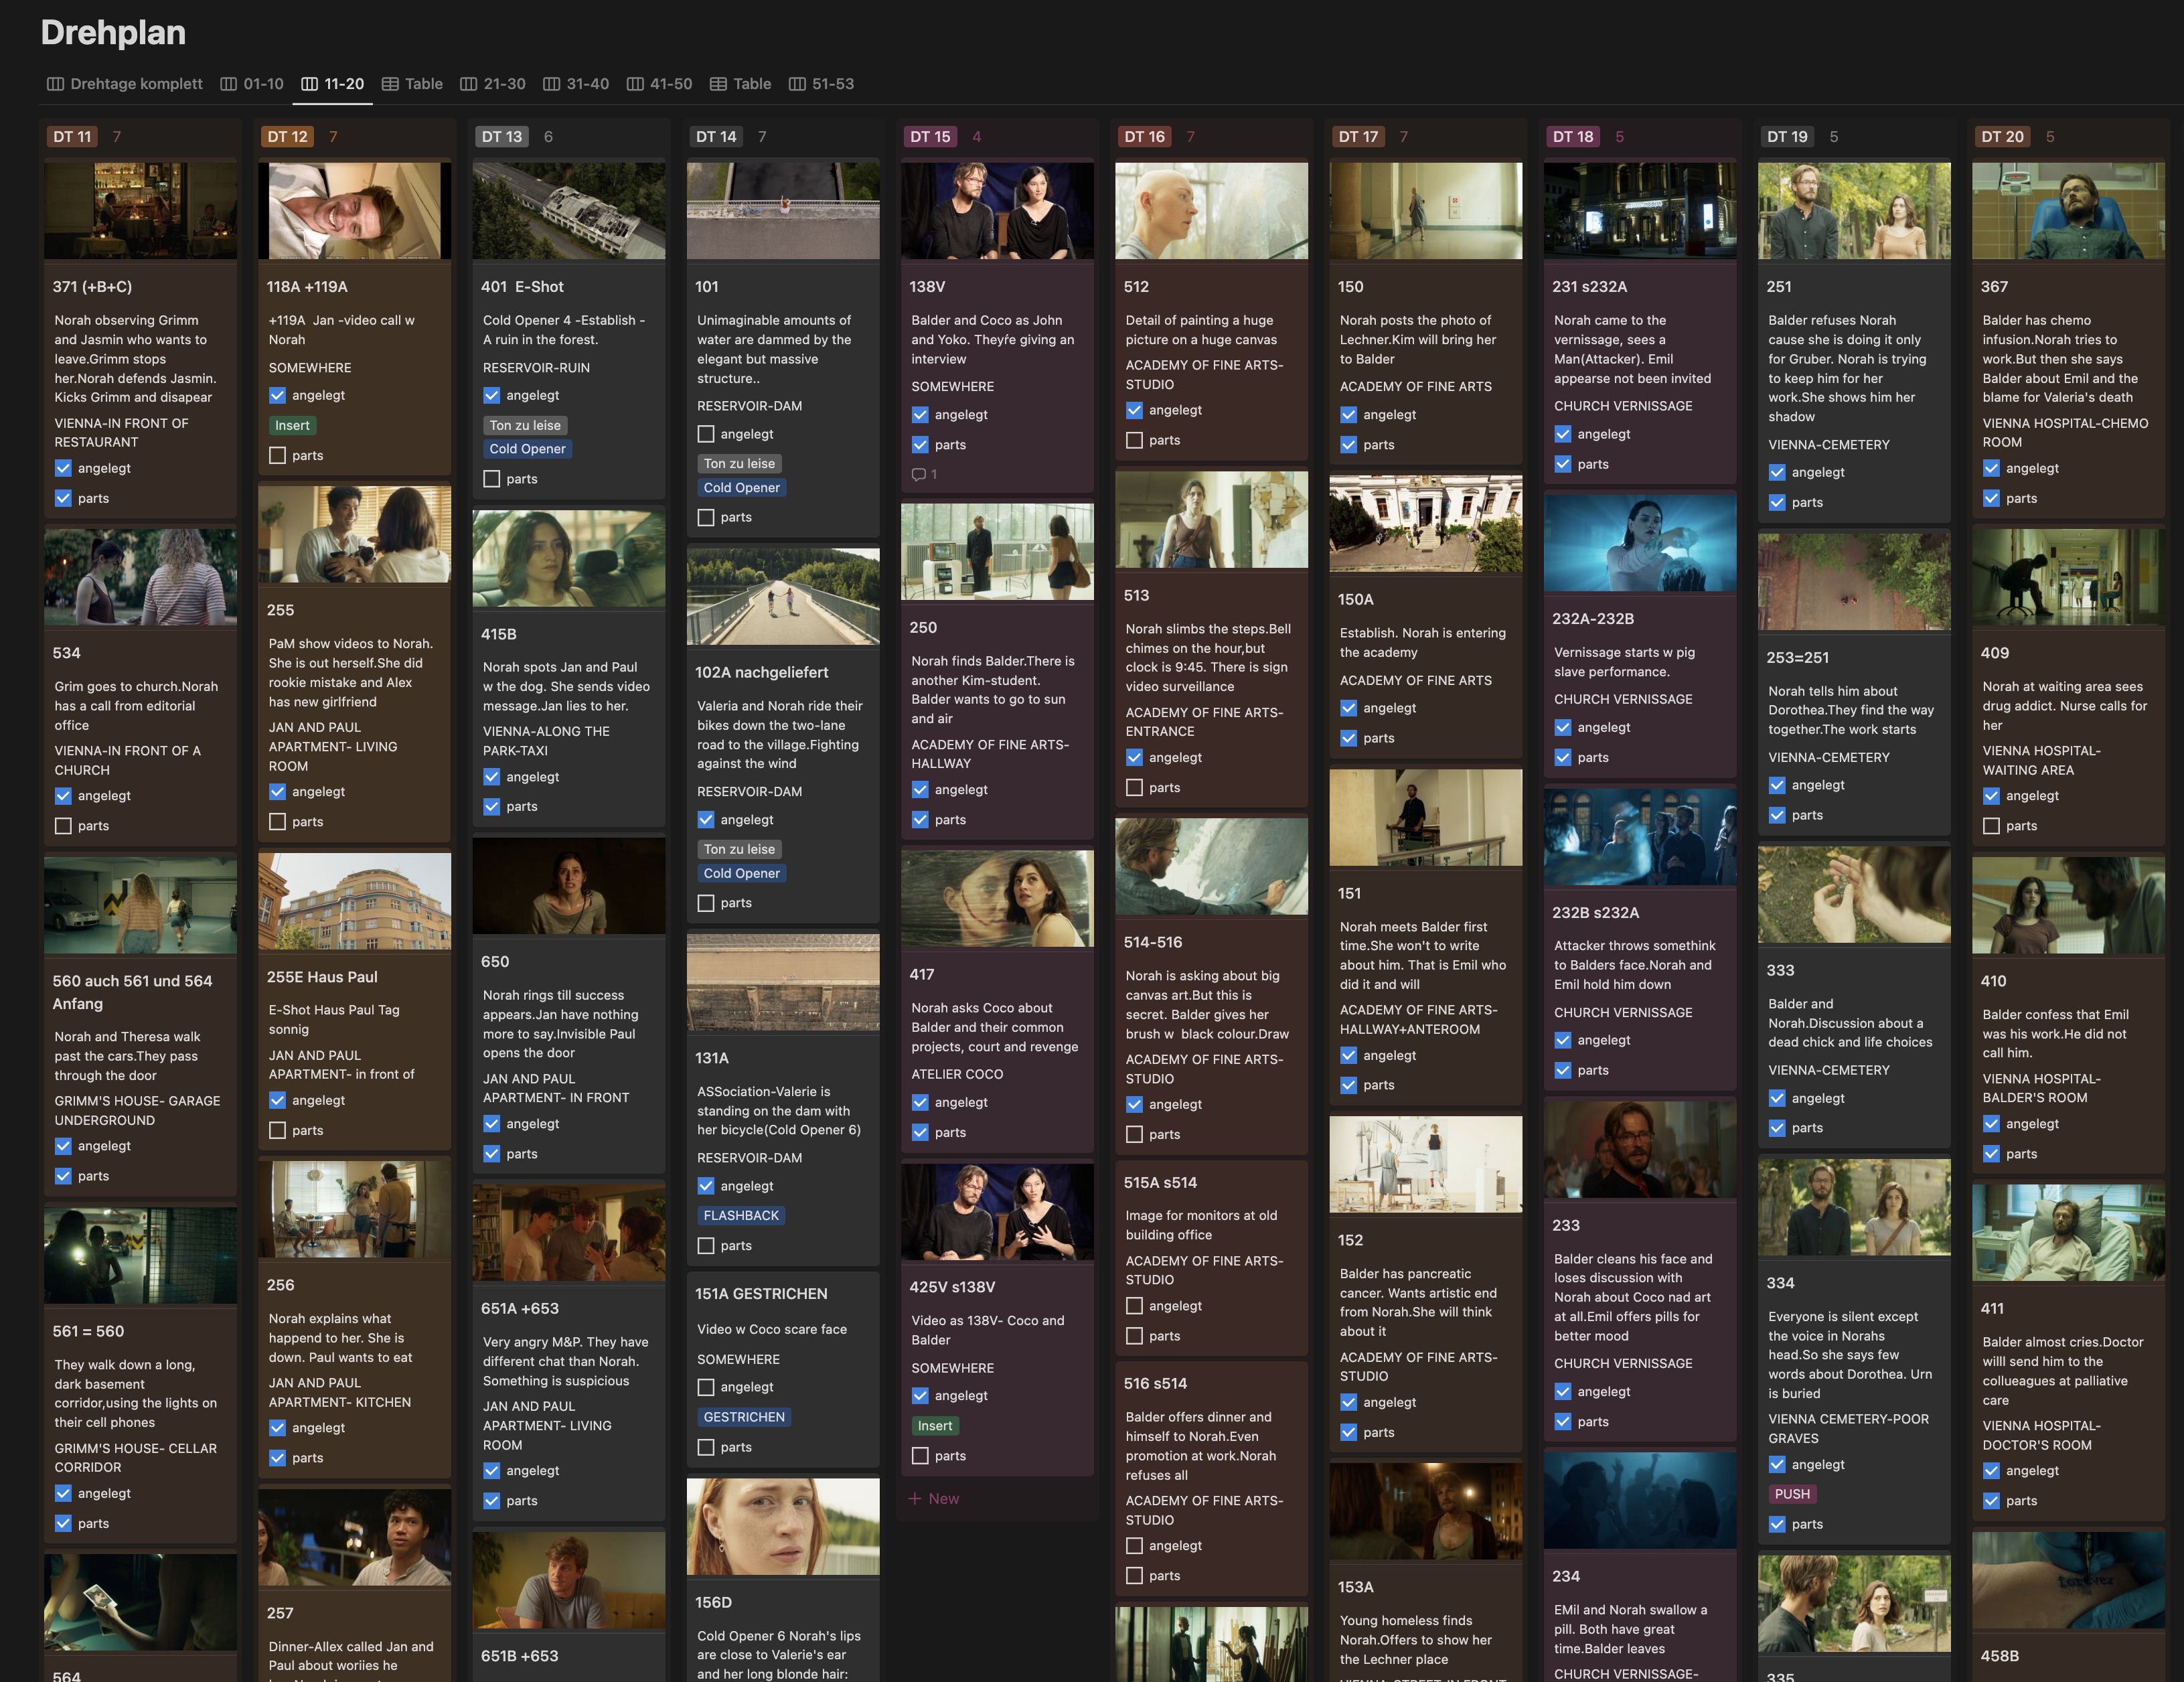 Drehplan
Drehtage komplett 01-10 11-20 Table 21-30 31-40 41-50 Table 51-53
DT 11 7
371 (+B+C)
Norah observing Grimm
and Jasmin who wants to
leave.Grimm stops
her.Norah defends Jasmin.
Kicks Grimm and disapear
VIENNA-IN FRONT OF
RESTAURANT
angelegt
parts
534
Grim goes to church.Norah
has a call from editorial
office
VIENNA-IN FRONT OF A
CHURCH
angelegt
parts
560 auch 561 und 564
Anfang
Norah and Theresa walk
past the cars.They pass
through the door
GRIMM'S HOUSE- GARAGE
UNDERGROUND
angelegt
parts
561 = 560
They walk down a long,
dark basement
corridor,using the lights on
their cell phones
GRIMM'S HOUSE- CELLAR
CORRIDOR
angelegt
parts
564
DT 12 7
118A +119A
+119A Jan -video call w
Norah
SOMEWHERE
angelegt
Insert
parts
255
PaM show videos to Norah.
She is out herself.She did
rookie mistake and Alex
has new girlfriend
JAN AND PAUL
APARTMENT- LIVING
ROOM
angelegt
parts
255E Haus Paul
E-Shot Haus Paul Tag
sonnig
JAN AND PAUL
APARTMENT- in front of
angelegt
parts
256
Norah explains what
happend to her. She is
down. Paul wants to eat
JAN AND PAUL
APARTMENT- KITCHEN
angelegt
parts
257
Dinner-Allex called Jan and
Paul about woriies he
DT 13 6
401 E-Shot
Cold Opener 4 -Establish -
A ruin in the forest.
RESERVOIR-RUIN
angelegt
Ton zu leise
Cold Opener
parts
415B
Norah spots Jan and Paul
w the dog. She sends video
message.Jan lies to her.
VIENNA-ALONG THE
PARK-TAXI
angelegt
parts
650
Norah rings till success
appears.Jan have nothing
more to say.Invisible Paul
opens the door
JAN AND PAUL
APARTMENT- IN FRONT
angelegt
parts
651A +653
Very angry M&P. They have
different chat than Norah.
Something is suspicious
JAN AND PAUL
APARTMENT- LIVING
ROOM
angelegt
parts
651B +653
DT 14 7
101
Unimaginable amounts of
water are dammed by the
elegant but massive
structure..
RESERVOIR-DAM
angelegt
Ton zu leise
Cold Opener
parts
102A nachgeliefert
Valeria and Norah ride their
bikes down the two-lane
road to the village.Fighting
against the wind
RESERVOIR-DAM
angelegt
Ton zu leise
Cold Opener
parts
131A
ASSociation-Valerie is
standing on the dam with
her bicycle(Cold Opener 6)
RESERVOIR-DAM
angelegt
FLASHBACK
parts
151A GESTRICHEN
Video w Coco scare face
SOMEWHERE
angelegt
GESTRICHEN
parts
156D
Cold Opener 6 Norah's lips
are close to Valerie's ear
and her long blonde hair:
DT 15 4
138V
Balder and Coco as John
and Yoko. Theyŕe giving an
interview
SOMEWHERE
angelegt
parts
1
250
Norah finds Balder.There is
another Kim-student.
Balder wants to go to sun
and air
ACADEMY OF FINE ARTS-
HALLWAY
angelegt
parts
417
Norah asks Coco about
Balder and their common
projects, court and revenge
ATELIER COCO
angelegt
parts
425V s138V
Video as 138V- Coco and
Balder
SOMEWHERE
angelegt
Insert
parts
+ New
DT 16 7
512
Detail of painting a huge
picture on a huge canvas
ACADEMY OF FINE ARTS-
STUDIO
angelegt
parts
513
Norah slimbs the steps.Bell
chimes on the hour,but
clock is 9:45. There is sign
video surveillance
ACADEMY OF FINE ARTS-
ENTRANCE
angelegt
parts
514-516
Norah is asking about big
canvas art.But this is
secret. Balder gives her
brush w black colour.Draw
ACADEMY OF FINE ARTS-
STUDIO
angelegt
parts
515A s514
Image for monitors at old
building office
ACADEMY OF FINE ARTS-
STUDIO
angelegt
parts
516 s514
Balder offers dinner and
himself to Norah.Even
promotion at work.Norah
refuses all
ACADEMY OF FINE ARTS-
STUDIO
angelegt
parts
DT 17 7
150
Norah posts the photo of
Lechner.Kim will bring her
to Balder
ACADEMY OF FINE ARTS
angelegt
parts
150A
Establish. Norah is entering
the academy
ACADEMY OF FINE ARTS
angelegt
parts
151
Norah meets Balder first
time.She won't to write
about him. That is Emil who
did it and will
ACADEMY OF FINE ARTS-
HALLWAY+ANTEROOM
angelegt
parts
152
Balder has pancreatic
cancer. Wants artistic end
from Norah.She will think
about it
ACADEMY OF FINE ARTS-
STUDIO
angelegt
parts
153A
Young homeless finds
Norah.Offers to show her
the Lechner place
VIENNA-STREET IN FRONT
DT 18 5
231 s232A
Norah came to the
vernissage, sees a
Man(Attacker). Emil
appearse not been invited
CHURCH VERNISSAGE
angelegt
parts
232A-232B
Vernissage starts w pig
slave performance.
CHURCH VERNISSAGE
angelegt
parts
232B s232A
Attacker throws somethink
to Balders face.Norah and
Emil hold him down
CHURCH VERNISSAGE
angelegt
parts
233
Balder cleans his face and
loses discussion with
Norah about Coco nad art
at all.Emil offers pills for
better mood
CHURCH VERNISSAGE
angelegt
parts
234
EMil and Norah swallow a
pill. Both have great
time.Balder leaves
CHURCH VERNISSAGE-
DT 19 5
251
Balder refuses Norah
cause she is doing it only
for Gruber. Norah is trying
to keep him for her
work.She shows him her
shadow
VIENNA-CEMETERY
angelegt
parts
253=251
Norah tells him about
Dorothea.They find the way
together.The work starts
VIENNA-CEMETERY
angelegt
parts
333
Balder and
Norah.Discussion about a
dead chick and life choices
VIENNA-CEMETERY
angelegt
parts
334
Everyone is silent except
the voice in Norahs
head.So she says few
words about Dorothea. Urn
is buried
VIENNA CEMETERY-POOR
GRAVES
angelegt
PUSH
parts
335
DT 20 5
367
Balder has chemo
infusion.Norah tries to
work.But then she says
Balder about Emil and the
blame for Valeria's death
VIENNA HOSPITAL-CHEMO
ROOM
angelegt
parts
409
Norah at waiting area sees
drug addict. Nurse calls for
her
VIENNA HOSPITAL-
WAITING AREA
angelegt
parts
410
Balder confess that Emil
was his work.He did not
call him.
VIENNA HOSPITAL-
BALDER'S ROOM
angelegt
parts
411
Balder almost cries.Doctor
willl send him to the
collueagues at palliative
care
VIENNA HOSPITAL-
DOCTOR'S ROOM
angelegt
parts
forever
458B